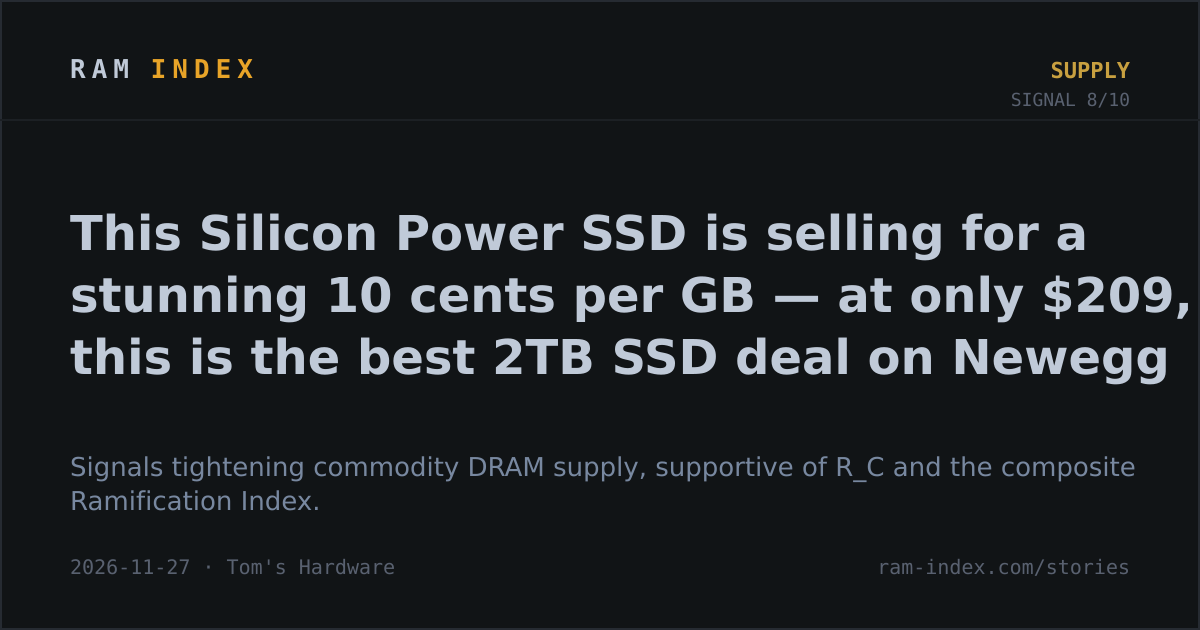 RAM INDEX
SUPPLY
SIGNAL 8/10
This Silicon Power SSD is selling for a
stunning 10 cents per GB — at only $209,
this is the best 2TB SSD deal on Newegg
Signals tightening commodity DRAM supply, supportive of R_C and the composite
Ramification Index.
2026-11-27 · Tom's Hardware
ram-index.com/stories